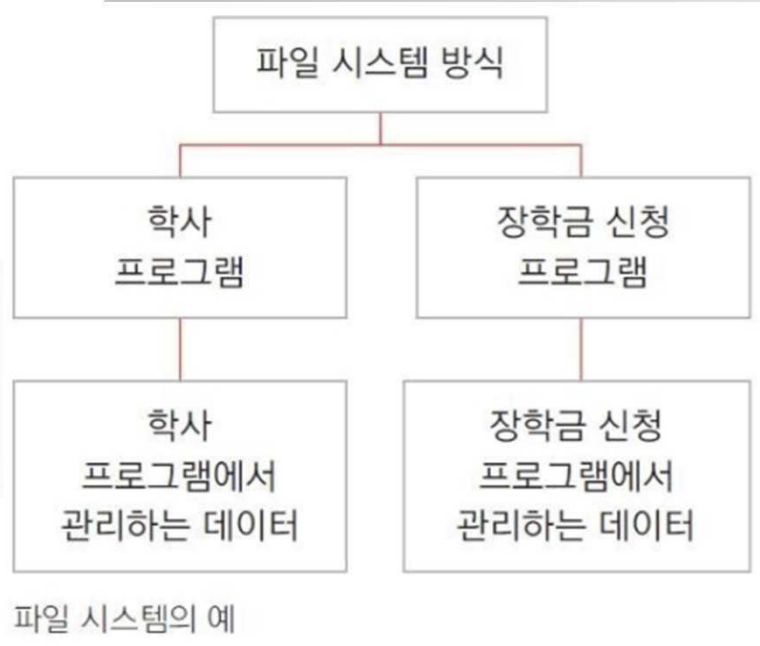 파일 시스템 방식
학사
프로그램
장학금 신청
프로그램
학사
프로그램에서
관리하는 데이터
장학금 신청
프로그램에서
관리하는 데이터
파일 시스템의 예